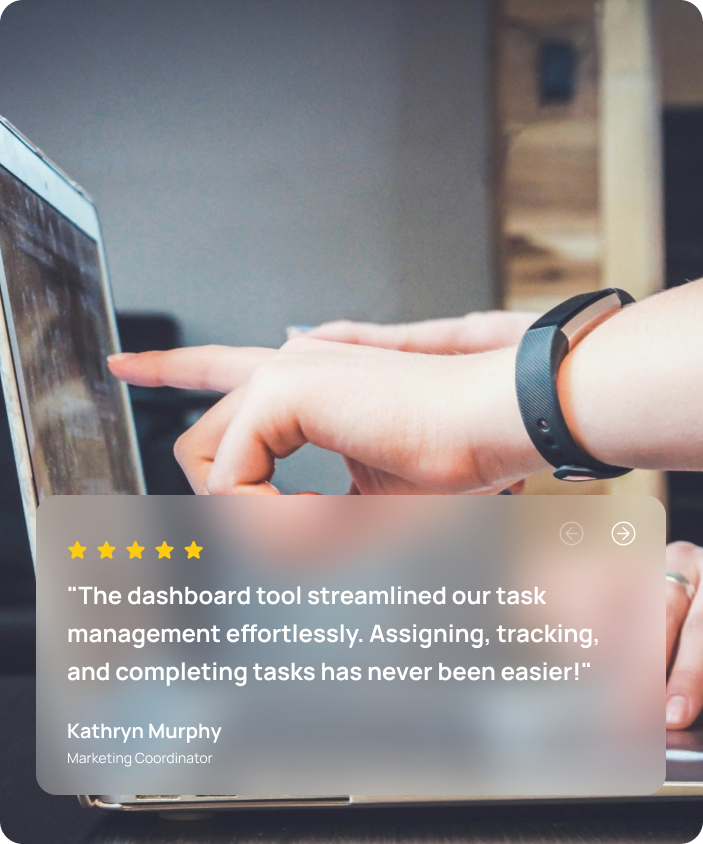 "The dashboard tool streamlined our task
management effortlessly. Assigning, tracking,
and completing tasks has never been easier!"
Kathryn Murphy
Marketing Coordinator